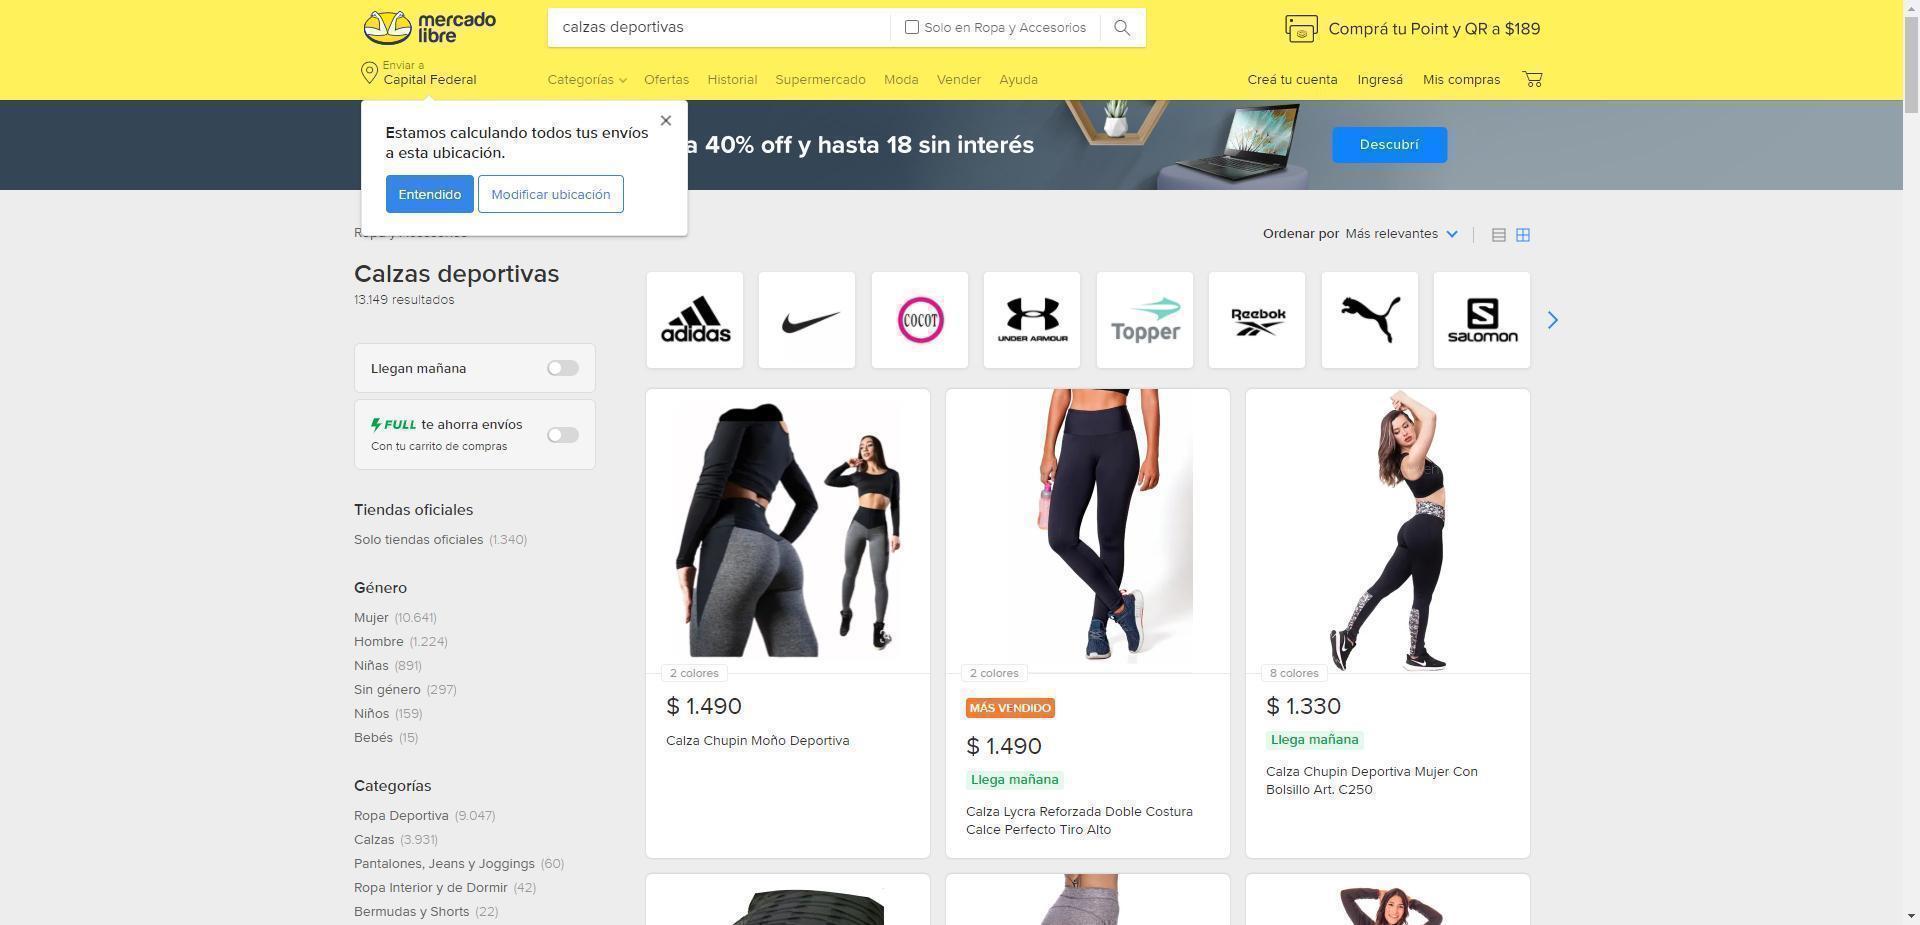 mercado
libre
calzas deportivas
Solo en Ropa y Accesorios
Comprá tu Point y QR a $189
Enviar a
Capital Federal
Categorías
Ofertas
Historial
Supermercado
Moda
Vender
Ayuda
Creá tu cuenta
Ingresá
Mis compras
Estamos calculando todos tus envíos
a esta ubicación.
Entendido
Modificar ubicación
a 40% off y hasta 18 sin interés
Descubrí
Ordenar por Más relevantes
Calzas deportivas
13.149 resultados
adidas
COCOT
UNDER ARMOUR
Topper
Reebok
SALOMON
Llegan mañana
FULL te ahorra envíos
Con tu carrito de compras
Tiendas oficiales
Solo tiendas oficiales (1.340)
Género
Mujer (10.641)
Hombre (1.224)
Niñas (891)
Sin género (297)
Niños (159)
Bebés (15)
Categorías
Ropa Deportiva (9.047)
Calzas (3.931)
Pantalones, Jeans y Joggings (60)
Ropa Interior y de Dormir (42)
Bermudas y Shorts (22)
2 colores
$ 1.490
Calza Chupin Moño Deportiva
2 colores
MÁS VENDIDO
$ 1.490
Llega mañana
Calza Lycra Reforzada Doble Costura
Calce Perfecto Tiro Alto
8 colores
$ 1.330
Llega mañana
Calza Chupin Deportiva Mujer Con
Bolsillo Art. C250